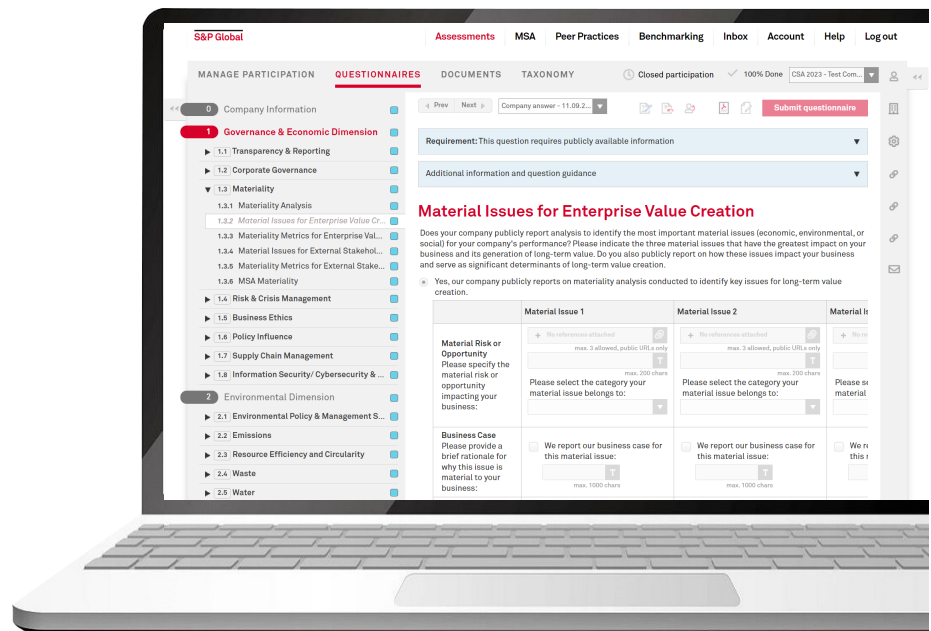 S&P Global
Assessments MSA Peer Practices Benchmarking Inbox Account Help Log out
MANAGE PARTICIPATION QUESTIONNAIRES DOCUMENTS TAXONOMY Closed participation 100% Done CSA 2023 - Test Com...
0 Company Information
Prev Next Company answer - 11.09.2... Submit questionnaire
1 Governance & Economic Dimension
1.1 Transparency & Reporting
1.2 Corporate Governance
1.3 Materiality
1.3.1 Materiality Analysis
1.3.2 Material Issues for Enterprise Value Cr...
1.3.3 Materiality Metrics for Enterprise Val...
1.3.4 Material Issues for External Stakehol...
1.3.5 Materiality Metrics for External Stake...
1.3.6 MSA Materiality
1.4 Risk & Crisis Management
1.5 Business Ethics
1.6 Policy Influence
1.7 Supply Chain Management
1.8 Information Security/ Cybersecurity & ...
2 Environmental Dimension
2.1 Environmental Policy & Management S...
2.2 Emissions
2.3 Resource Efficiency and Circularity
2.4 Waste
2.5 Water
Requirement: This question requires publicly available information
Additional information and question guidance
Material Issues for Enterprise Value Creation
Does your company publicly report analysis to identify the most important material issues (economic, environmental, or
social) for your company's performance? Please indicate the three material issues that have the greatest impact on your
business and its generation of long-term value. Do you also publicly report on how these issues impact your business
and serve as significant determinants of long-term value creation.
Yes, our company publicly reports on materiality analysis conducted to identify key issues for long-term value
creation.
Material Issue 1 Material Issue 2 Material Is
Material Risk or
Opportunity
Please specify the
material risk or
opportunity
impacting your
business:
+ No references attached
max. 3 allowed, public URLs only
T
max. 200 chars
Please select the category your
material issue belongs to:
+ No references attached
max. 3 allowed, public URLs only
T
max. 200 chars
Please select the category your
material issue belongs to:
+ No re
Please se
material
Business Case
Please provide a
brief rationale for
why this issue is
material to your
business:
We report our business case for
this material issue:
T
max. 1000 chars
We report our business case for
this material issue:
T
max. 1000 chars
We re
this r